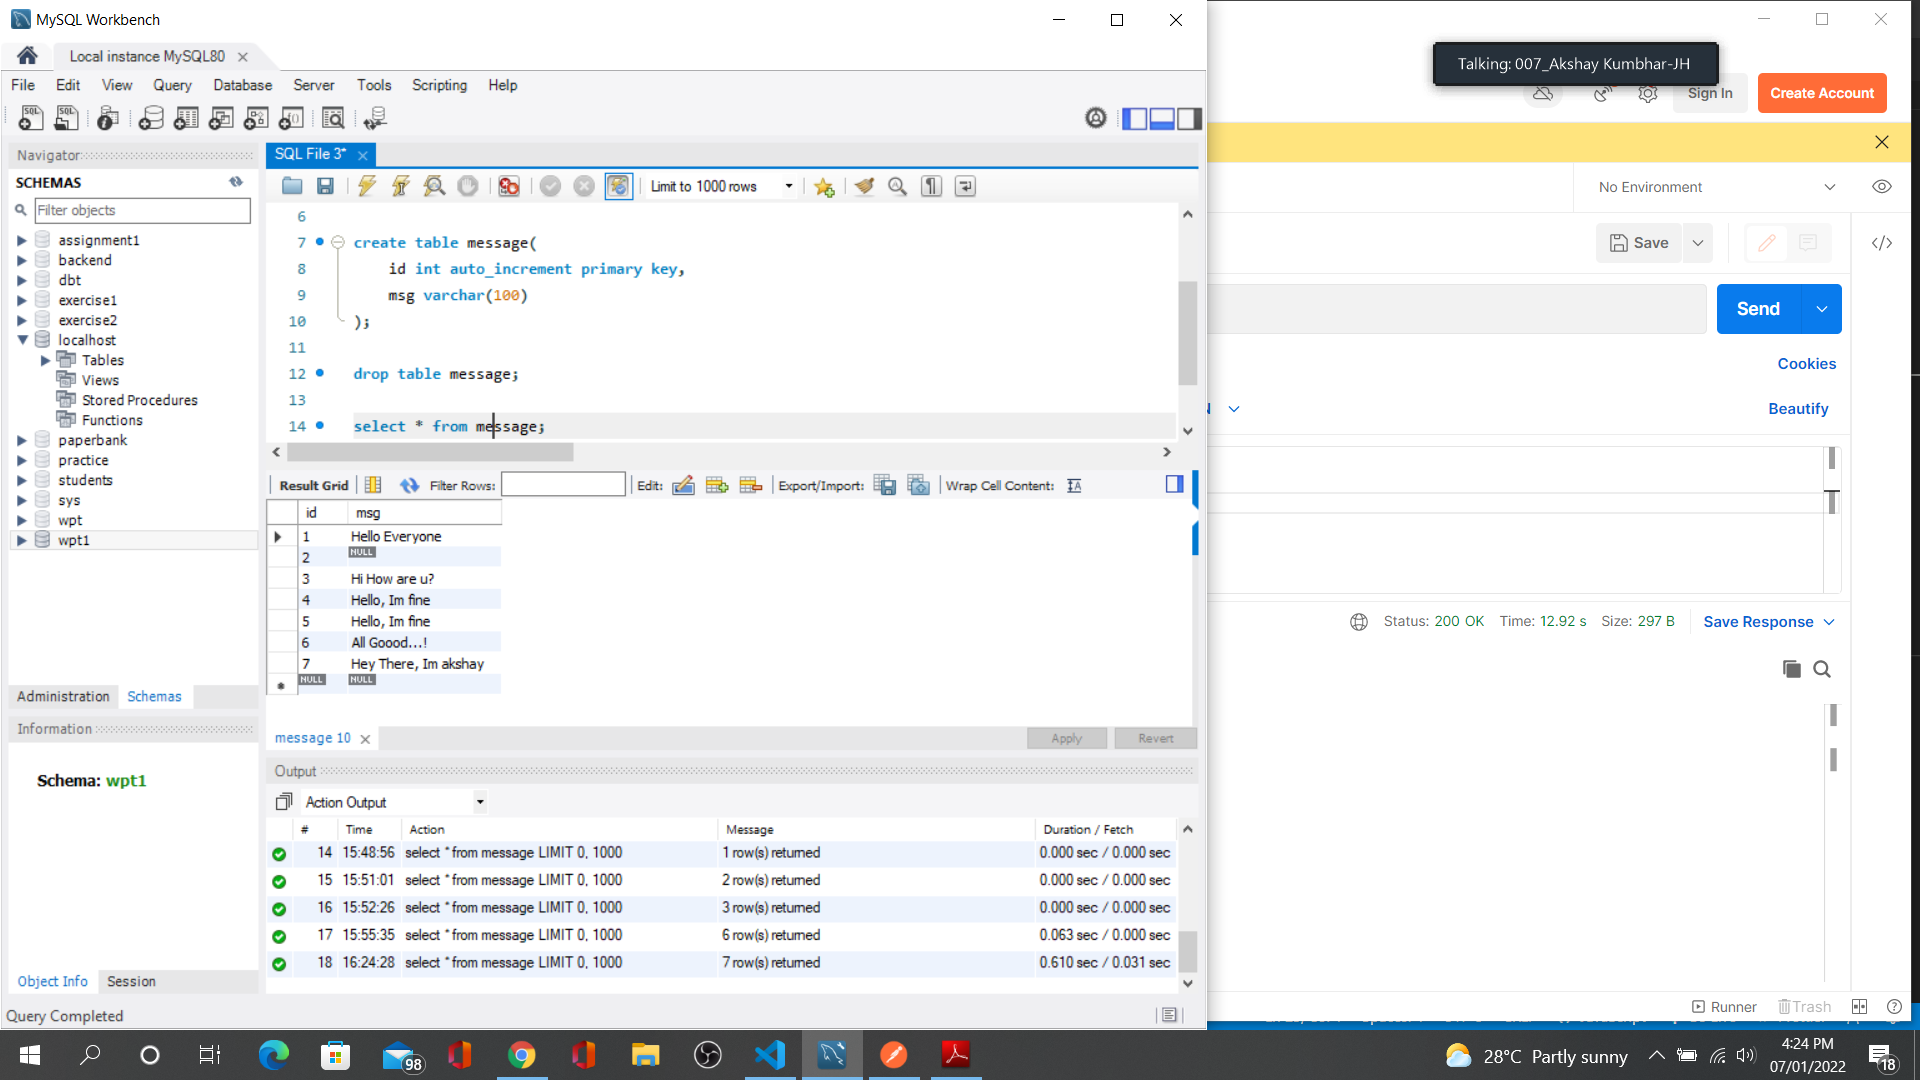 MySQL Workbench
Local instance MySQL80
File Edit View Query Database Server Tools Scripting Help
Navigator
SCHEMAS
Filter objects
assignment1
backend
dbt
exercise1
exercise2
localhost
Tables
Views
Stored Procedures
Functions
paperbank
practice
students
sys
wpt
wpt1
Administration Schemas
Information
Schema: wpt1
Object Info Session
Query Completed
SQL File 3*
Limit to 1000 rows
6
7 create table message(
8 id int auto_increment primary key,
9 msg varchar(100)
10 );
11
12 drop table message;
13
14 select * from message;
Result Grid Filter Rows: Edit: Export/Import: Wrap Cell Content:
id msg
1 Hello Everyone
2 NULL
3 Hi How are u?
4 Hello, Im fine
5 Hello, Im fine
6 All Goood...!
7 Hey There, Im akshay
NULL NULL
message 10
Apply Revert
Output
Action Output
# Time Action Message Duration / Fetch
14 15:48:56 select * from message LIMIT 0, 1000 1 row(s) returned 0.000 sec / 0.000 sec
15 15:51:01 select * from message LIMIT 0, 1000 2 row(s) returned 0.000 sec / 0.000 sec
16 15:52:26 select * from message LIMIT 0, 1000 3 row(s) returned 0.000 sec / 0.000 sec
17 15:55:35 select * from message LIMIT 0, 1000 6 row(s) returned 0.063 sec / 0.000 sec
18 16:24:28 select * from message LIMIT 0, 1000 7 row(s) returned 0.610 sec / 0.031 sec
Talking: 007_Akshay Kumbhar-JH
Sign In Create Account
No Environment
Save
Send
Cookies
Beautify
Status: 200 OK Time: 12.92 s Size: 297 B Save Response
Runner Trash
98
28°C Partly sunny
4:24 PM
07/01/2022
18